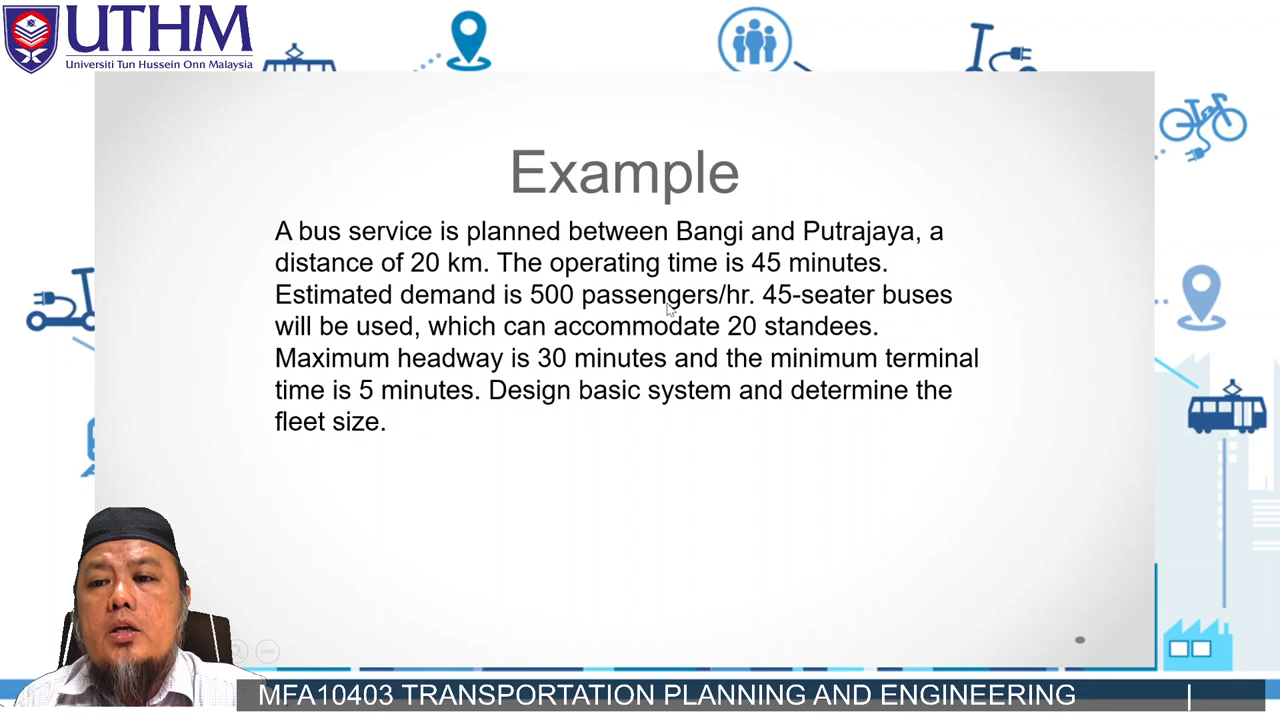 UTHM
Universiti Tun Hussein Onn Malaysia
Example
A bus service is planned between Bangi and Putrajaya, a
distance of 20 km. The operating time is 45 minutes.
Estimated demand is 500 passengers/hr. 45-seater buses
will be used, which can accommodate 20 standees.
Maximum headway is 30 minutes and the minimum terminal
time is 5 minutes. Design basic system and determine the
fleet size.
MFA10403 TRANSPORTATION PLANNING AND ENGINEERING